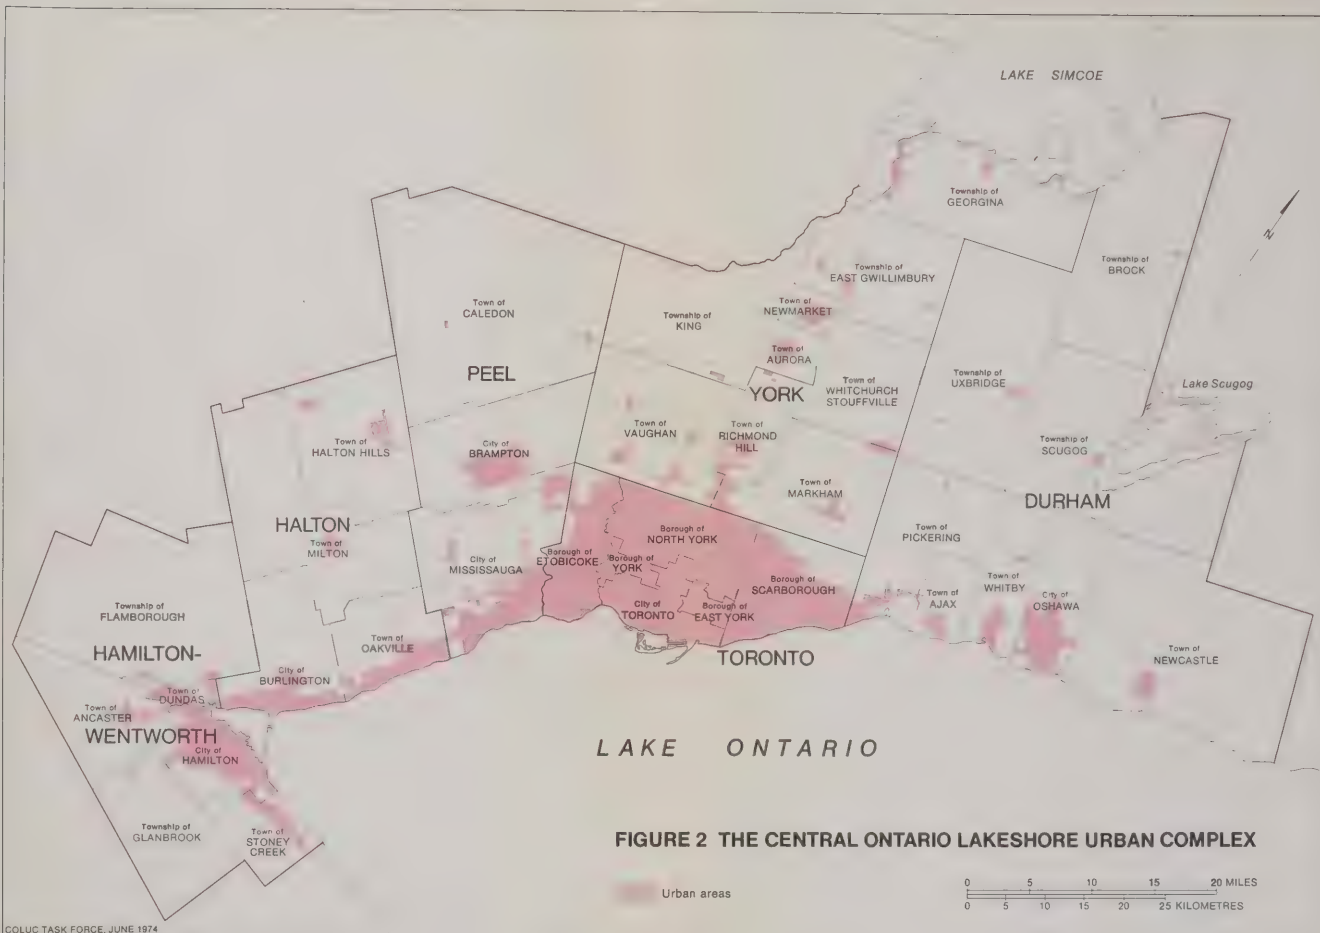 LAKE SIMCOE
Township of
GEORGINA
Township of
EAST GWILLIMBURY
Township of
BROCK
N
Town of
CALEDON
Township of
KING
Town of
NEWMARKET
Town of
AURORA
PEEL
YORK
Town of
WHITCHURCH
STOUFFVILLE
Township of
UXBRIDGE
Lake Scugog
Town of
HALTON HILLS
City of
BRAMPTON
Town of
VAUGHAN
Town of
RICHMOND
HILL
Township of
SCUGOG
Town of
MARKHAM
DURHAM
HALTON
Town of
MILTON
City of
MISSISSAUGA
Borough of
ETOBICOKE
Borough of
YORK
Borough of
NORTH YORK
Borough of
SCARBOROUGH
City of
TORONTO
Borough of
EAST YORK
Town of
PICKERING
Town of
AJAX
Town of
WHITBY
City of
OSHAWA
Town of
NEWCASTLE
Township of
FLAMBOROUGH
HAMILTON-
WENTWORTH
Town of
DUNDAS
Town of
ANCASTER
City of
HAMILTON
City of
BURLINGTON
Town of
OAKVILLE
TORONTO
Township of
GLANBROOK
Town of
STONEY
CREEK
LAKE ONTARIO
FIGURE 2 THE CENTRAL ONTARIO LAKESHORE URBAN COMPLEX
Urban areas
0 5 10 15 20 MILES
0 5 10 15 20 25 KILOMETRES
COLUC TASK FORCE, JUNE 1974